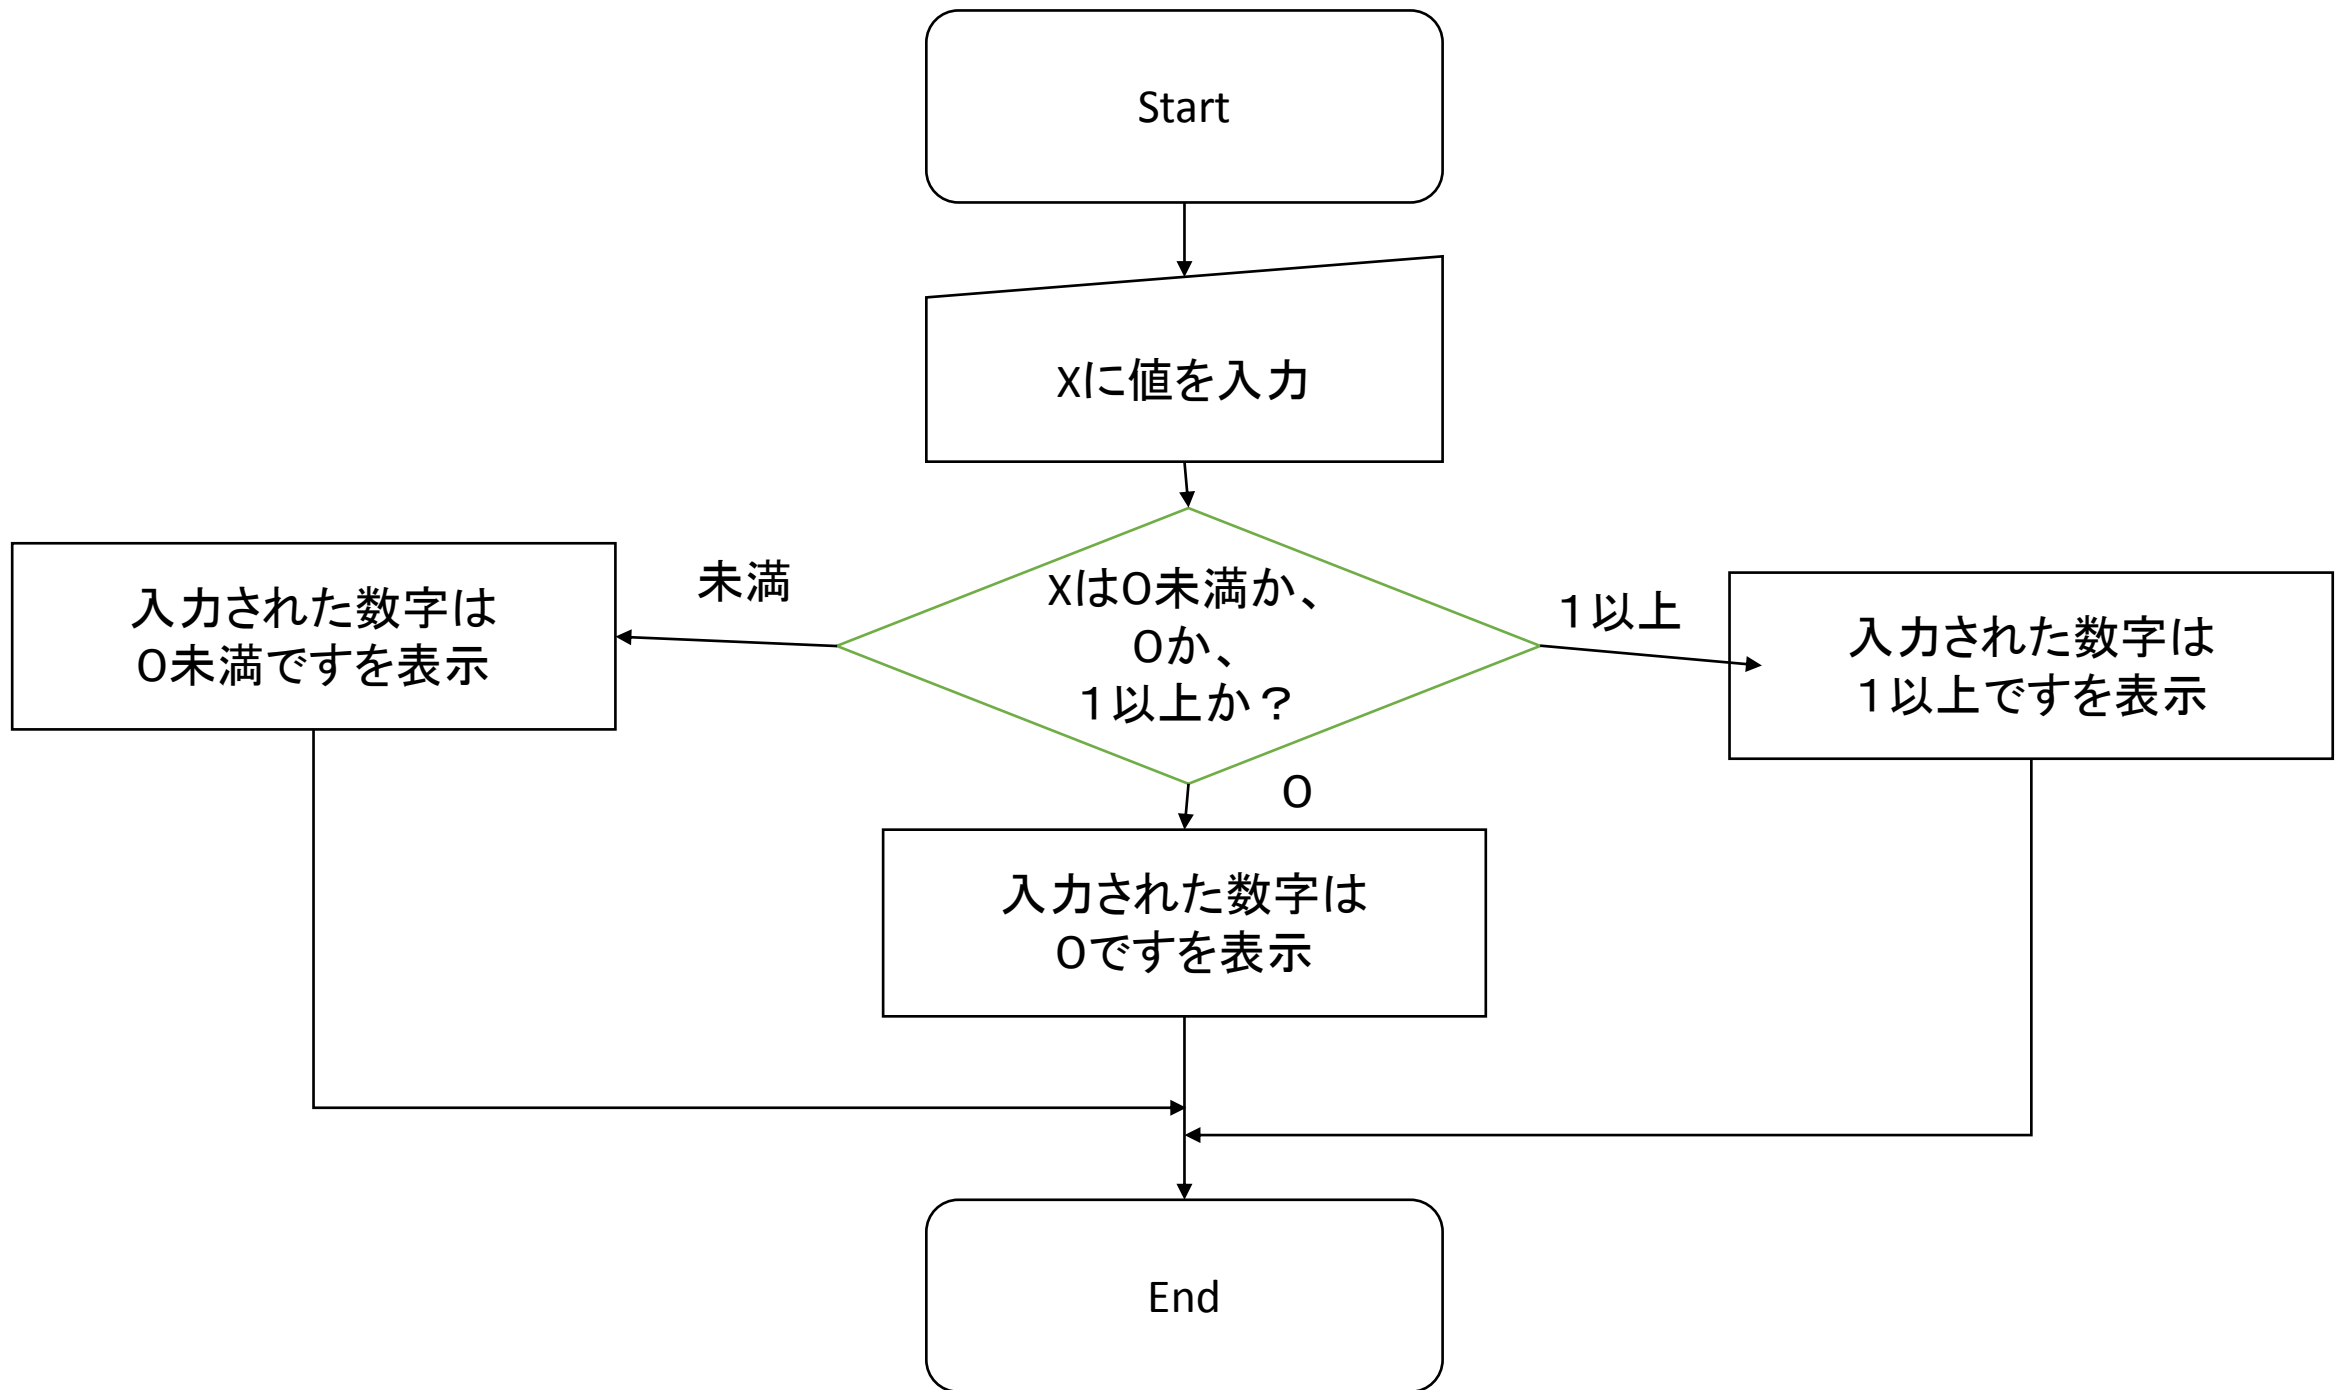 Start
Xに値を入力
未満
Xは0未満か、
0か、
１以上か？
１以上
入力された数字は
0未満ですを表示
入力された数字は
１以上ですを表示
0
入力された数字は
0ですを表示
End